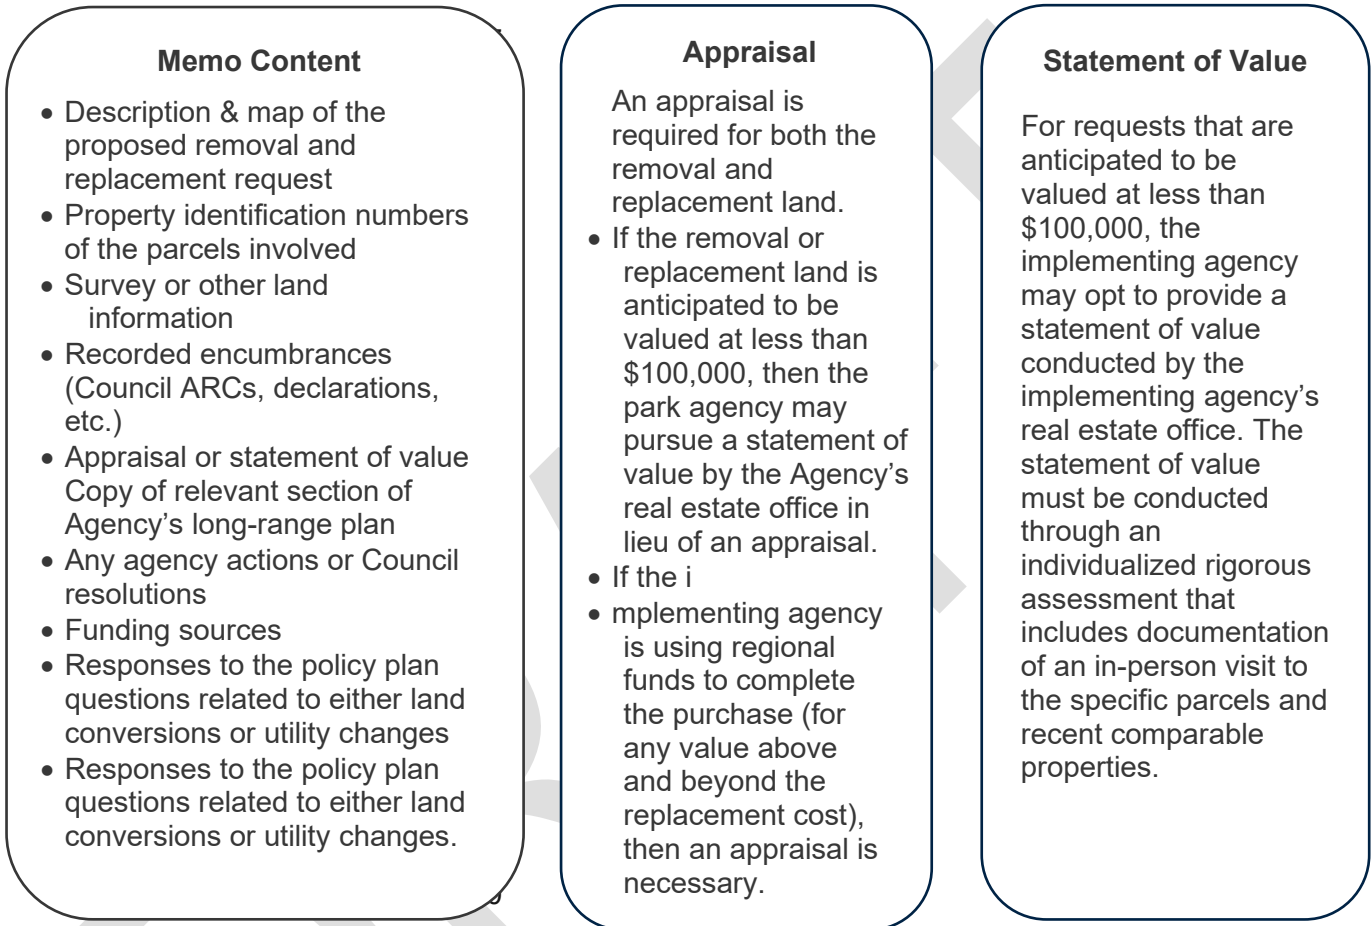 Memo Content
• Description & map of the
proposed removal and
replacement request
• Property identification numbers
of the parcels involved
• Survey or other land
information
• Recorded encumbrances
(Council ARCs, declarations,
etc.)
• Appraisal or statement of value
Copy of relevant section of
Agency’s long-range plan
• Any agency actions or Council
resolutions
• Funding sources
• Responses to the policy plan
questions related to either land
conversions or utility changes
• Responses to the policy plan
questions related to either land
conversions or utility changes.
Appraisal
An appraisal is
required for both the
removal and
replacement land.
• If the removal or
replacement land is
anticipated to be
valued at less than
$100,000, then the
park agency may
pursue a statement of
value by the Agency’s
real estate office in
lieu of an appraisal.
• If the i
• mplementing agency
is using regional
funds to complete
the purchase (for
any value above
and beyond the
replacement cost),
then an appraisal is
necessary.
Statement of Value
For requests that are
anticipated to be
valued at less than
$100,000, the
implementing agency
may opt to provide a
statement of value
conducted by the
implementing agency’s
real estate office. The
statement of value
must be conducted
through an
individualized rigorous
assessment that
includes documentation
of an in-person visit to
the specific parcels and
recent comparable
properties.